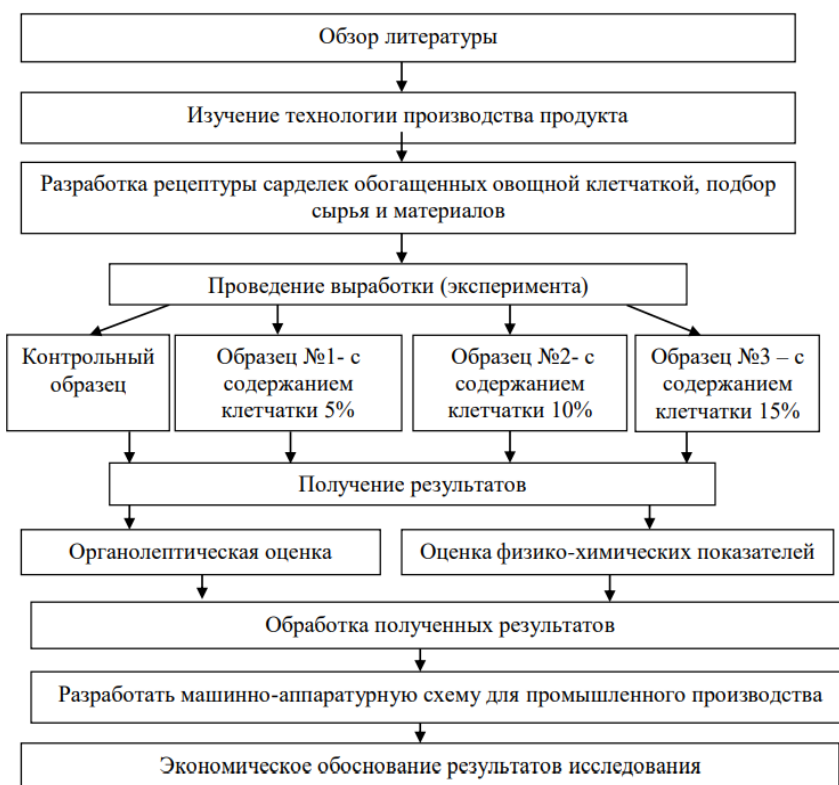 Обзор литературы
Изучение технологии производства продукта
Разработка рецептуры сарделек обогащенных овощной клетчаткой, подбор
сырья и материалов
Проведение выработки (эксперимента)
Контрольный
образец
Образец №1- с
содержанием
клетчатки 5%
Образец №2- с
содержанием
клетчатки 10%
Образец №3 – с
содержанием
клетчатки 15%
Получение результатов
Органолептическая оценка
Оценка физико-химических показателей
Обработка полученных результатов
Разработать машинно-аппаратурную схему для промышленного производства
Экономическое обоснование результатов исследования